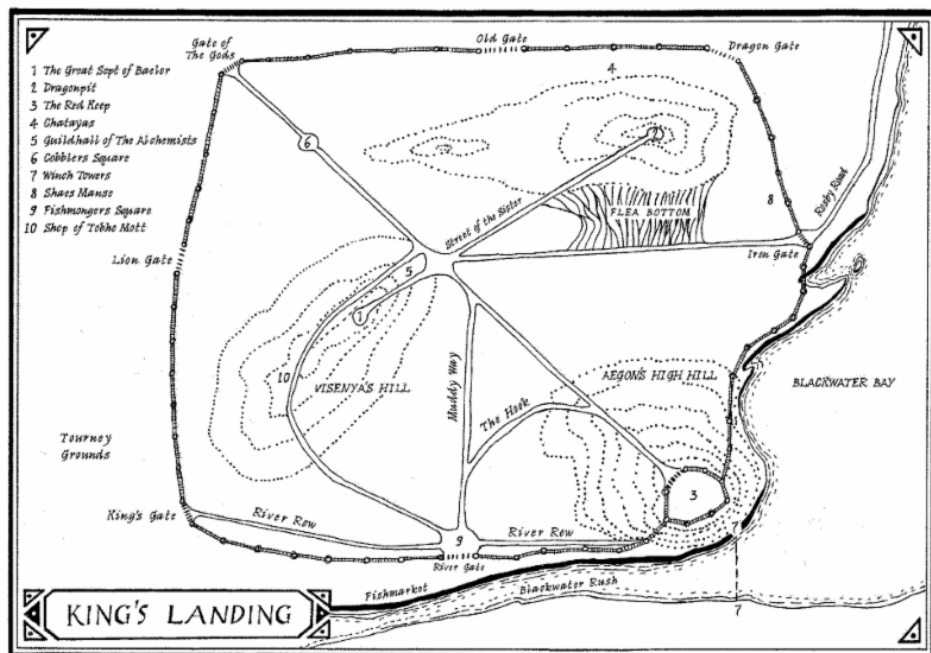 Gate of
The Gods
Old Gate
Dragon Gate
1 The Great Sept of Baelor
2 Dragonpit
3 The Red Keep
4 Chatayas
5 Guildhall of The Alchemists
6 Cobblers Square
7 Winch Towers
8 Shaes Manse
9 Fishmongers Square
10 Shop of Tobho Mott
4
6
2
Street of the Sister
FLEA BOTTOM
8
Rosby Road
Lion Gate
Iron Gate
5
1
10
VISENYA'S HILL
Muddy Way
The Hook
AEGON'S HIGH HILL
BLACKWATER BAY
Tourney
Grounds
3
King's Gate
River Row
9
River Row
River Gate
7
Fishmarket
Blackwater Rush
7
KING'S LANDING